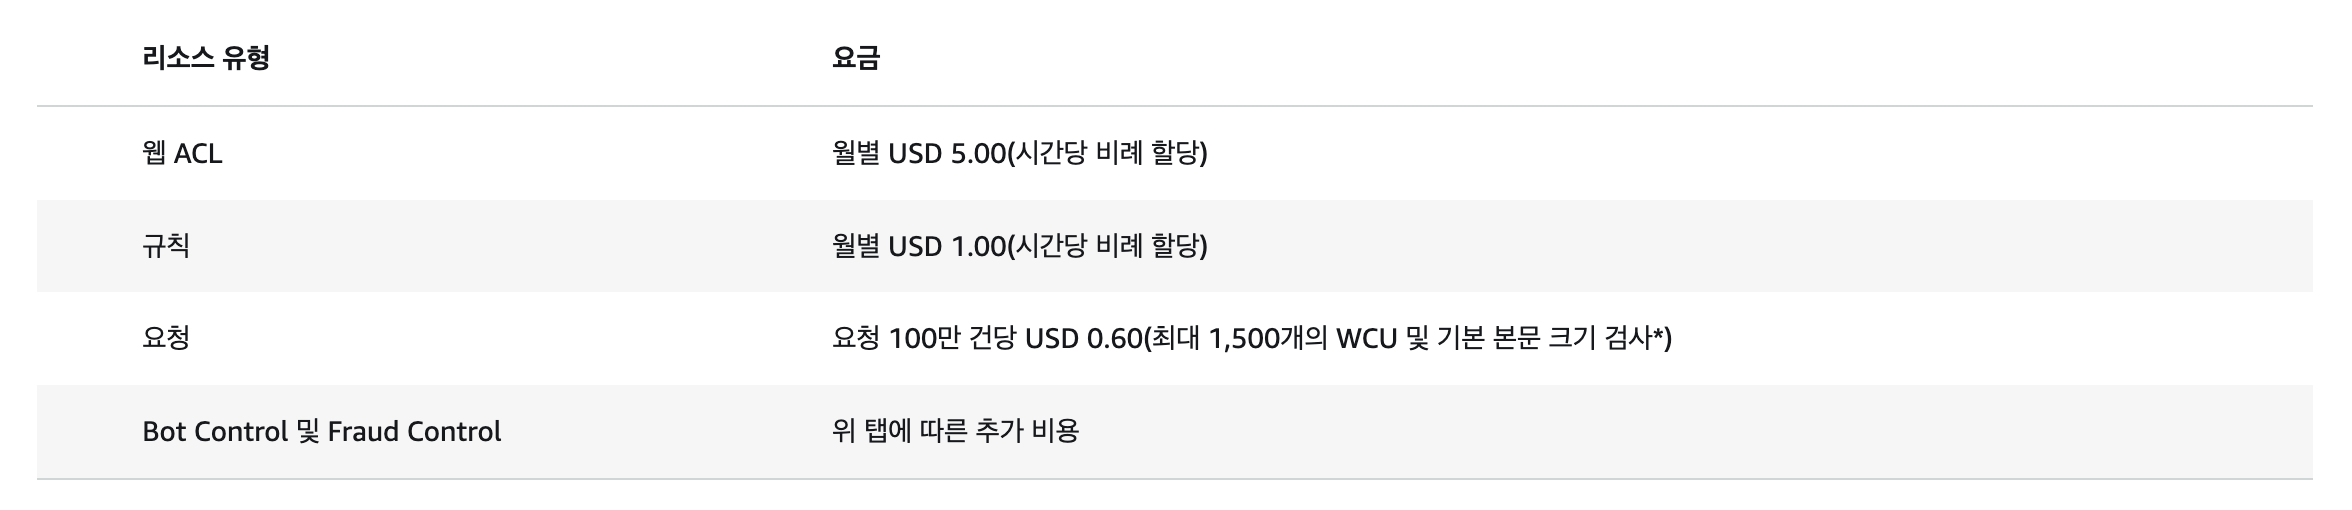 리소스 유형 요금
웹 ACL 월별 USD 5.00(시간당 비례 할당)
규칙 월별 USD 1.00(시간당 비례 할당)
요청 요청 100만 건당 USD 0.60(최대 1,500개의 WCU 및 기본 본문 크기 검사*)
Bot Control 및 Fraud Control 위 탭에 따른 추가 비용